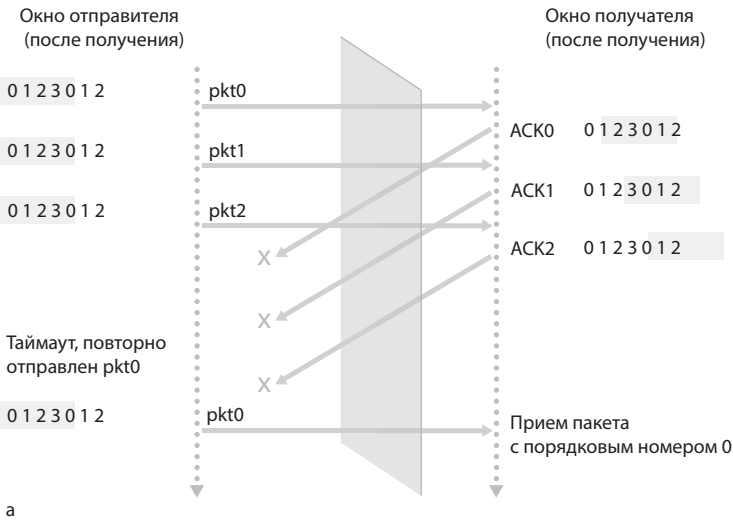 Окно отправителя
(после получения)
Окно получателя
(после получения)
0 1 2 3 0 1 2
pkt0
ACK0
0 1 2 3 0 1 2
0 1 2 3 0 1 2
pkt1
ACK1
0 1 2 3 0 1 2
0 1 2 3 0 1 2
pkt2
ACK2
0 1 2 3 0 1 2
X
X
X
Таймаут, повторно
отправлен pkt0
0 1 2 3 0 1 2
pkt0
Прием пакета
с порядковым номером 0
а